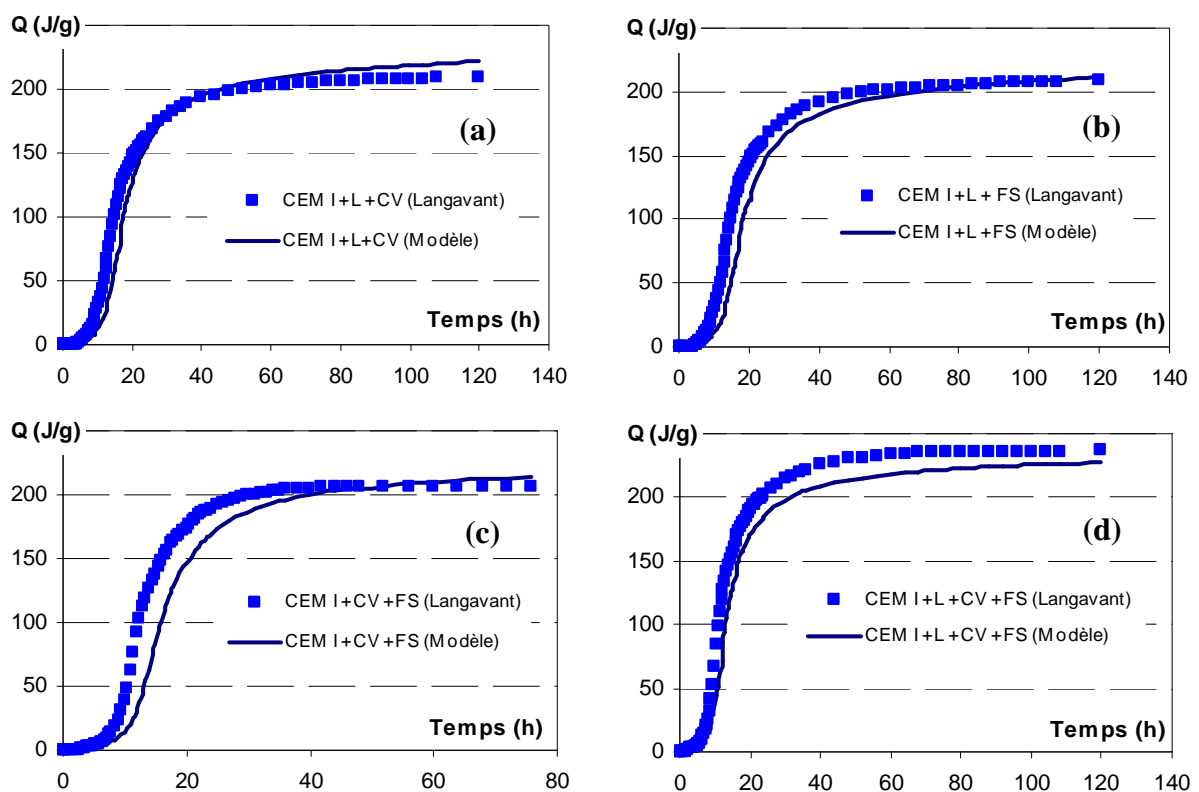 Q (J/g)
200
150
100
50
0
(a)
CEM I+L+CV (Langavant)
CEM I+L+CV (Modèle)
Temps (h)
0 20 40 60 80 100 120 140
Q (J/g)
200
150
100
50
0
(b)
CEM I+L+FS (Langavant)
CEM I+L+FS (Modèle)
Temps (h)
0 20 40 60 80 100 120 140
Q (J/g)
200
150
100
50
0
(c)
CEM I+CV+FS (Langavant)
CEM I+CV+FS (Modèle)
Temps (h)
0 20 40 60 80
Q (J/g)
200
150
100
50
0
(d)
CEM I+L+CV+FS (Langavant)
CEM I+L+CV+FS (Modèle)
Temps (h)
0 20 40 60 80 100 120 140